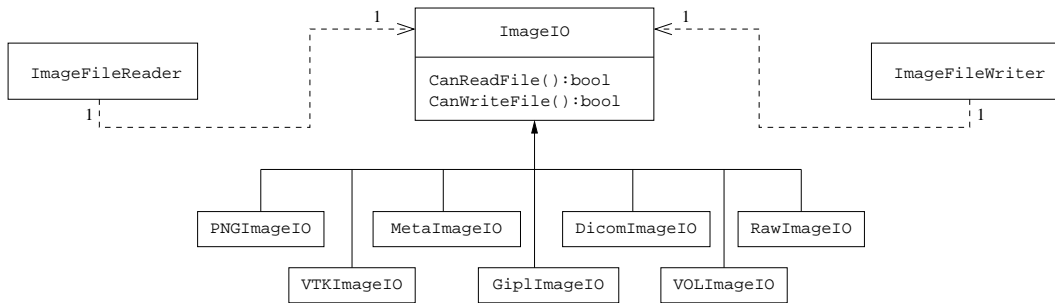 1
1
ImageIO
ImageFileReader
ImageFileWriter
CanReadFile():bool
CanWriteFile():bool
1
1
PNGImageIO
MetaImageIO
DicomImageIO
RawImageIO
VTKImageIO
GiplImageIO
VOLImageIO